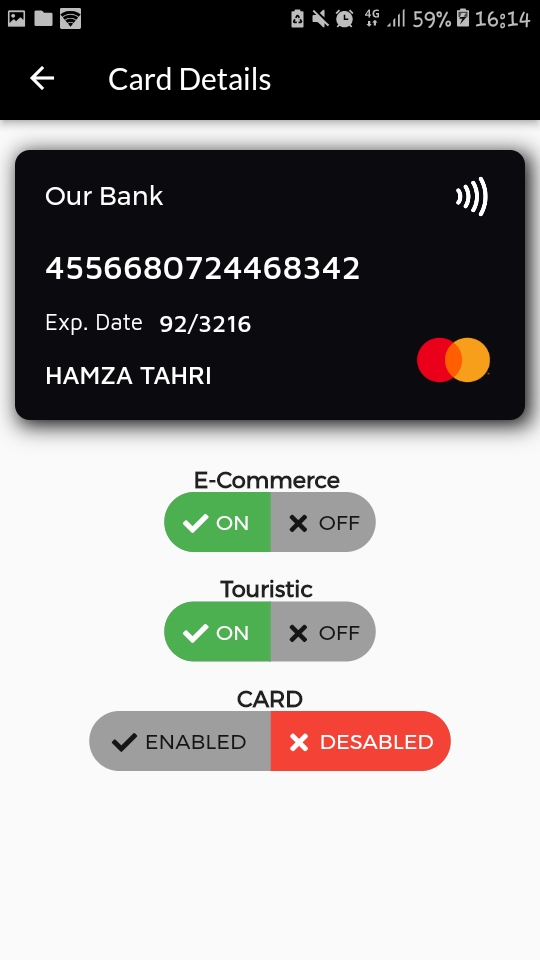 4G 59% 16:14
Card Details
Our Bank
4556680724468342
Exp. Date 92/3216
HAMZA TAHRI
E-Commerce
ON OFF
Touristic
ON OFF
CARD
ENABLED DESABLED